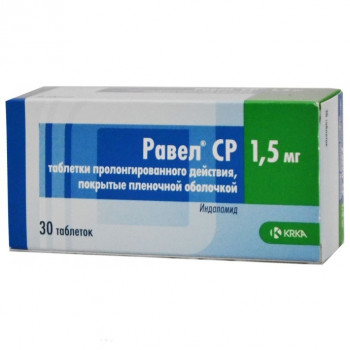 Равел® СР 1,5 мг
таблетки пролонгированного действия,
покрытые пленочной оболочкой
Индапамид
30 таблеток
KRKA